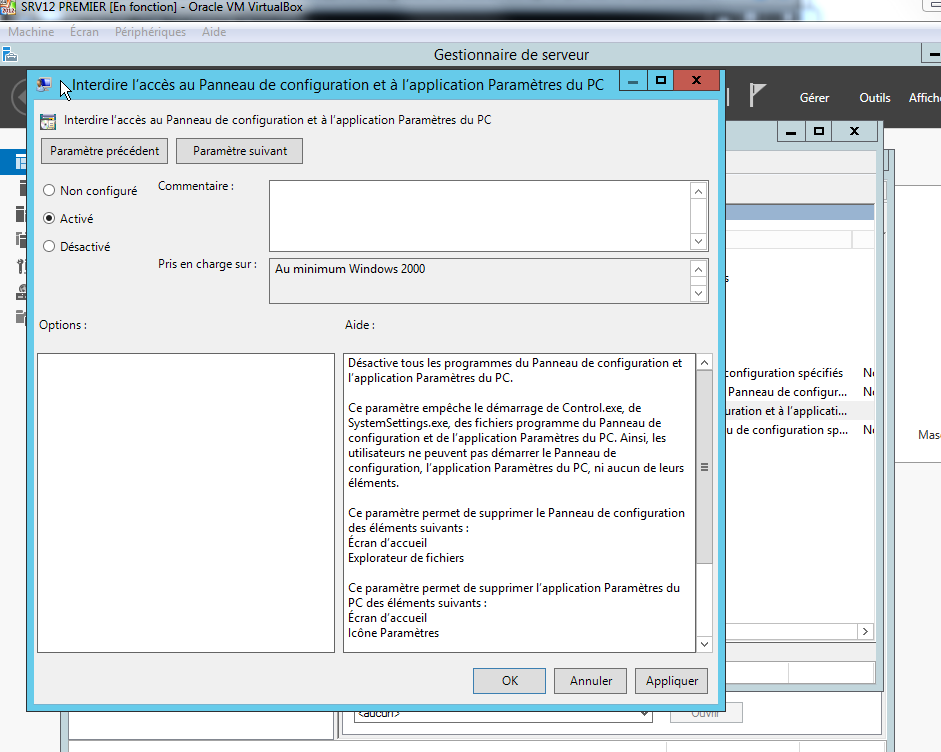 SRV12 PREMIER [En fonction] - Oracle VM VirtualBox
Machine Écran Périphériques Aide
Gestionnaire de serveur
Interdire l'accès au Panneau de configuration et à l'application Paramètres du PC
Gérer Outils
Interdire l'accès au Panneau de configuration et à l'application Paramètres du PC
Paramètre précédent Paramètre suivant
Non configuré
Commentaire :
Activé
Désactivé
Pris en charge sur :
Au minimum Windows 2000
Options :
Aide :
Désactive tous les programmes du Panneau de configuration et
l'application Paramètres du PC.
Ce paramètre empêche le démarrage de Control.exe, de
SystemSettings.exe, des fichiers programme du Panneau de
configuration et de l'application Paramètres du PC. Ainsi, les
utilisateurs ne peuvent pas démarrer le Panneau de
configuration, l'application Paramètres du PC, ni aucun de leurs
éléments.
Ce paramètre permet de supprimer le Panneau de configuration
des éléments suivants :
Écran d'accueil
Explorateur de fichiers
Ce paramètre permet de supprimer l'application Paramètres du
PC des éléments suivants :
Écran d'accueil
Icône Paramètres
onfiguration spécifiés
Panneau de configur...
uration et à l'applicati...
u de configuration sp...
OK Annuler Appliquer